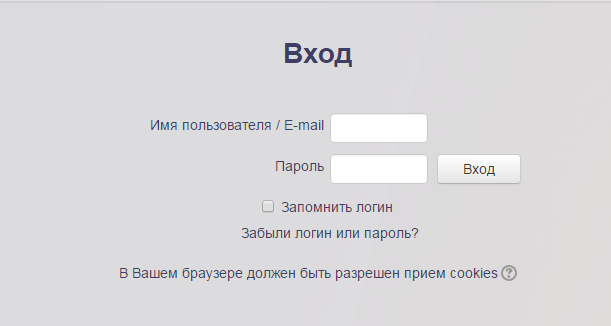 Вход
Имя пользователя / E-mail
Пароль
Вход
Запомнить логин
Забыли логин или пароль?
В Вашем браузере должен быть разрешен прием cookies ?